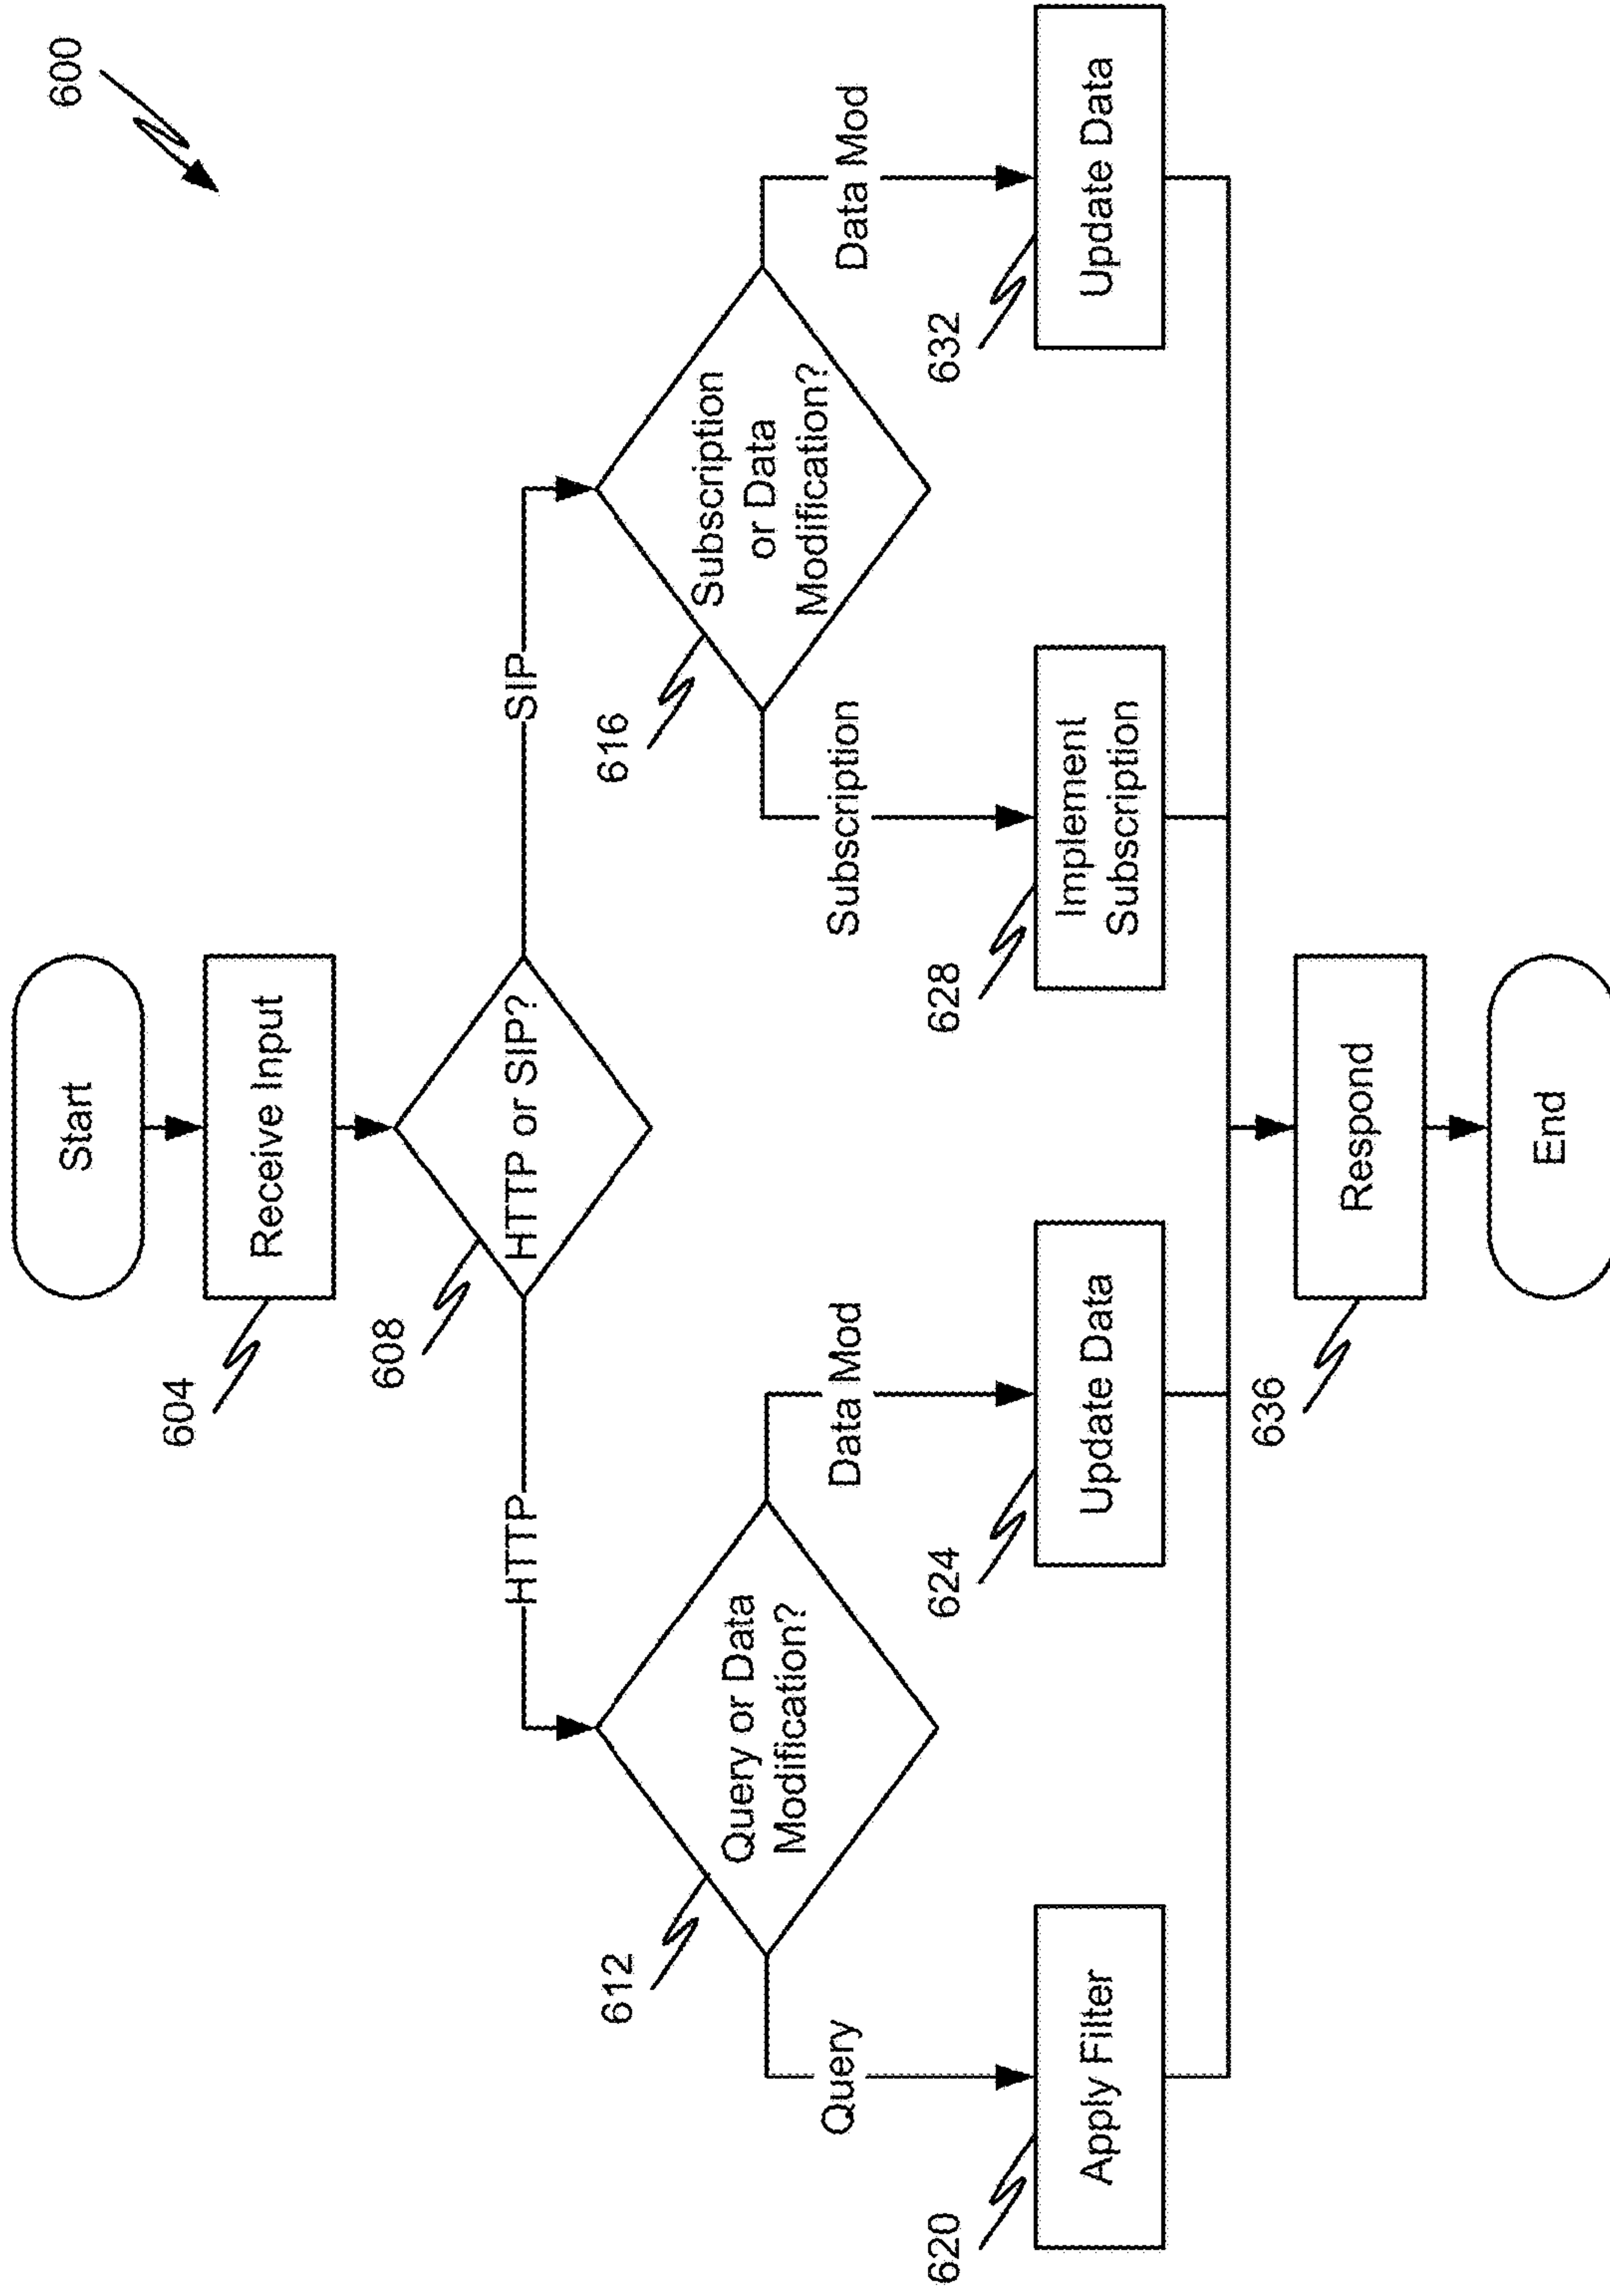 600
Start
604
Receive Input
608
HTTP or SIP?
HTTP
SIP
612
Query or Data
Modification?
616
Subscription
or Data
Modification?
Query
Data Mod
Subscription
Data Mod
620
Apply Filter
624
Update Data
628
Implement
Subscription
632
Update Data
636
Respond
End